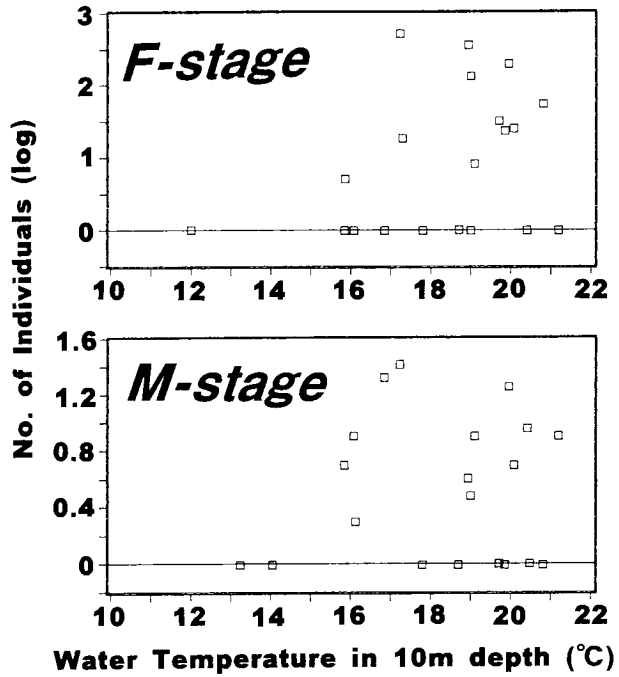 No. of Individuals (log)
3
2
1
0
F-stage
10 12 14 16 18 20 22
1.6
1.2
0.8
0.4
0
M-stage
10 12 14 16 18 20 22
Water Temperature in 10m depth (℃)